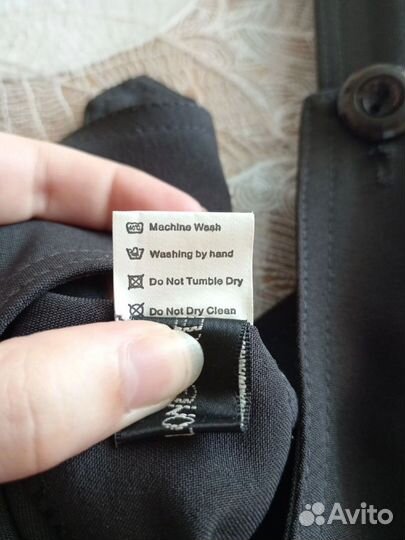 Machine Wash
Washing by hand
Do Not Tumble Dry
Do Not Dry Clean
Avito